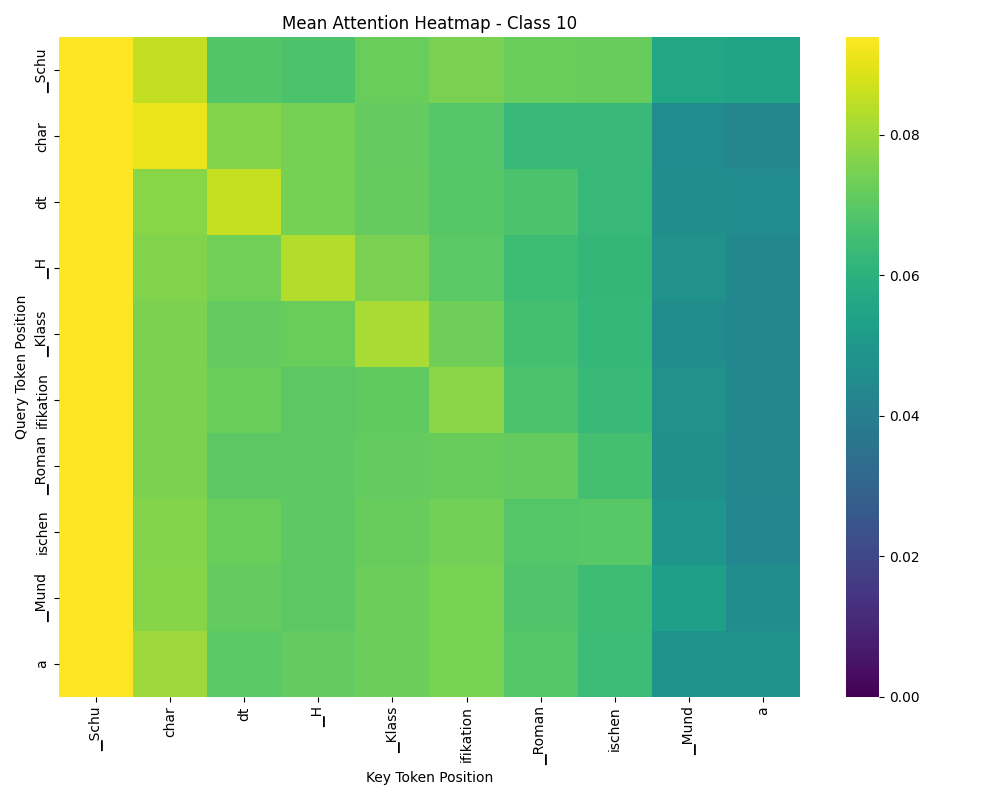 Mean Attention Heatmap - Class 10
Query Token Position
▁Schu
char
dt
▁H
▁Klass
ifikation
▁Roman
ischen
▁Mund
a
▁Schu
char
dt
▁H
▁Klass
ifikation
▁Roman
ischen
▁Mund
a
Key Token Position
0.08
0.06
0.04
0.02
0.00